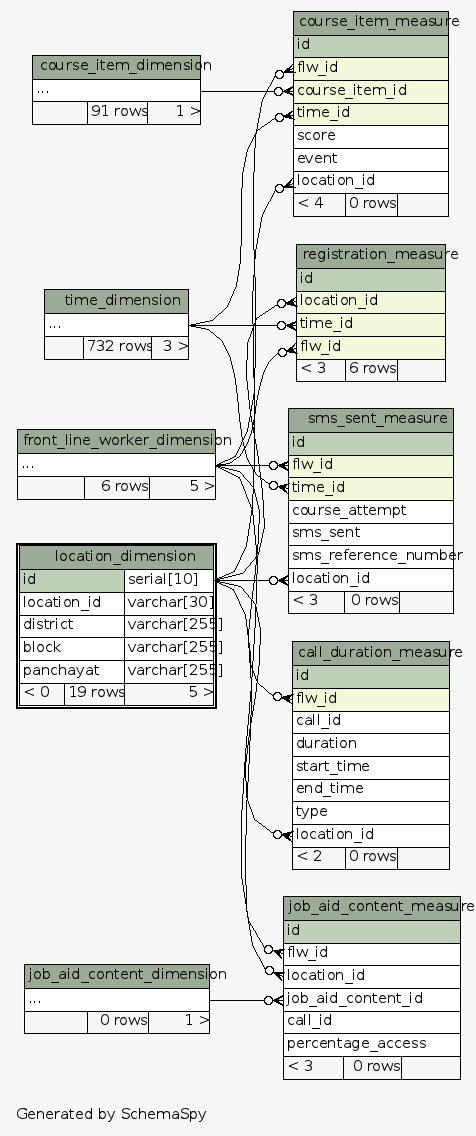 course_item_measure
id
flw_id
course_item_id
time_id
score
event
location_id
< 4 0 rows
course_item_dimension
...
91 rows 1 >
registration_measure
id
location_id
time_id
flw_id
< 3 6 rows
time_dimension
...
732 rows 3 >
sms_sent_measure
id
flw_id
time_id
course_attempt
sms_sent
sms_reference_number
location_id
< 3 0 rows
front_line_worker_dimension
...
6 rows 5 >
location_dimension
id serial[10]
location_id varchar[30]
district varchar[255]
block varchar[255]
panchayat varchar[255]
< 0 19 rows 5 >
call_duration_measure
id
flw_id
call_id
duration
start_time
end_time
type
location_id
< 2 0 rows
job_aid_content_measure
id
flw_id
location_id
job_aid_content_id
call_id
percentage_access
< 3 0 rows
job_aid_content_dimension
...
0 rows 1 >
Generated by SchemaSpy